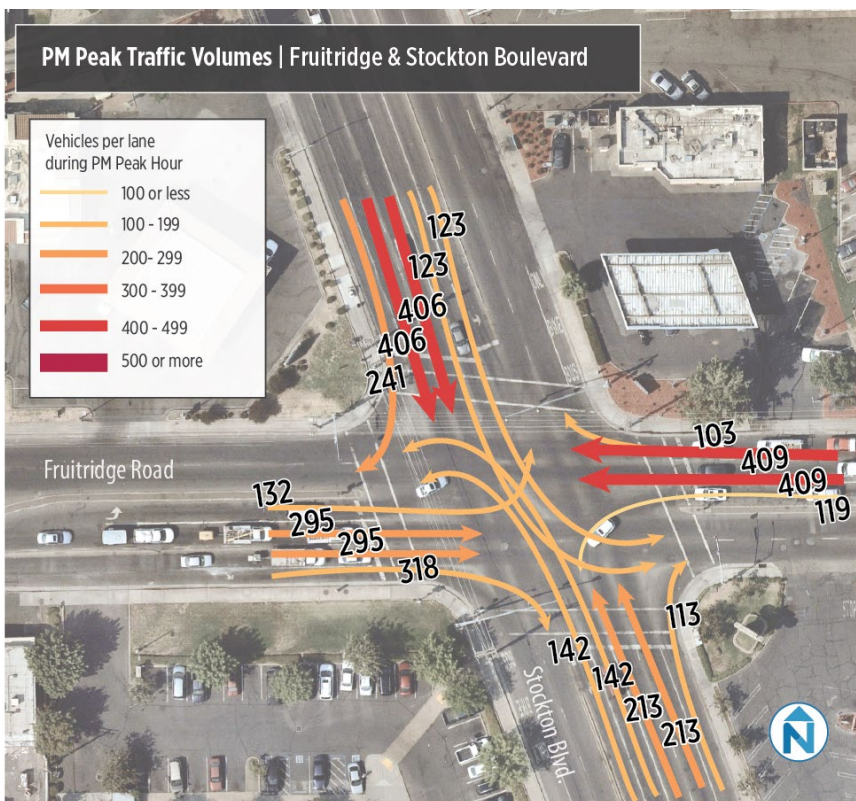 PM Peak Traffic Volumes | Fruitridge & Stockton Boulevard
Vehicles per lane
during PM Peak Hour
100 or less
100 - 199
200- 299
300 - 399
400 - 499
500 or more
123
123
406
406
241
Fruitridge Road
132
295
295
318
103
409
409
119
113
142
142
213
213
Stockton Blvd.
N